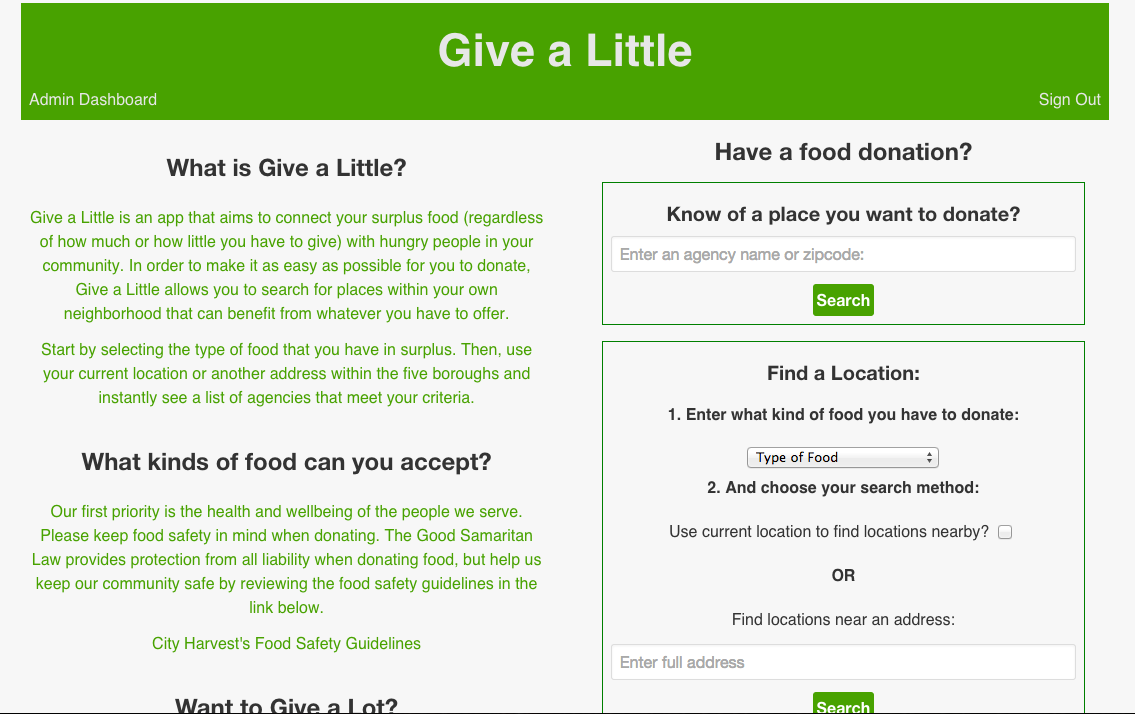 Give a Little
Admin Dashboard
Sign Out
What is Give a Little?
Give a Little is an app that aims to connect your surplus food (regardless
of how much or how little you have to give) with hungry people in your
community. In order to make it as easy as possible for you to donate,
Give a Little allows you to search for places within your own
neighborhood that can benefit from whatever you have to offer.
Start by selecting the type of food that you have in surplus. Then, use
your current location or another address within the five boroughs and
instantly see a list of agencies that meet your criteria.
What kinds of food can you accept?
Our first priority is the health and wellbeing of the people we serve.
Please keep food safety in mind when donating. The Good Samaritan
Law provides protection from all liability when donating food, but help us
keep our community safe by reviewing the food safety guidelines in the
link below.
City Harvest's Food Safety Guidelines
Want to Give a Lot?
Have a food donation?
Know of a place you want to donate?
Enter an agency name or zipcode:
Search
Find a Location:
1. Enter what kind of food you have to donate:
Type of Food
2. And choose your search method:
Use current location to find locations nearby?
OR
Find locations near an address:
Enter full address
Search